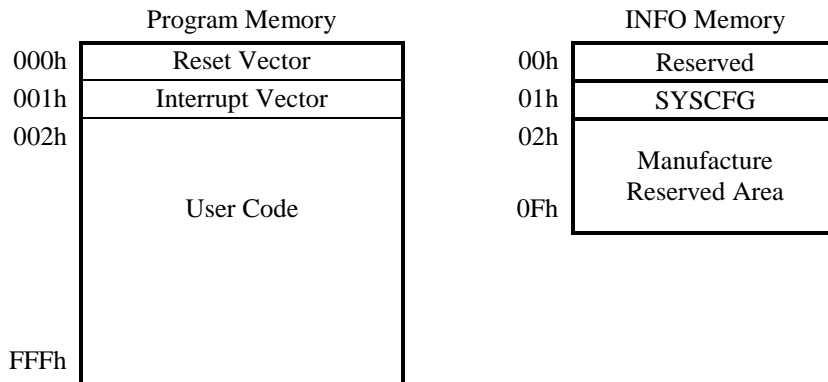 Program Memory
000h
Reset Vector
001h
Interrupt Vector
002h
User Code
FFFh
INFO Memory
00h
Reserved
01h
SYSCFG
02h
Manufacture
Reserved Area
0Fh